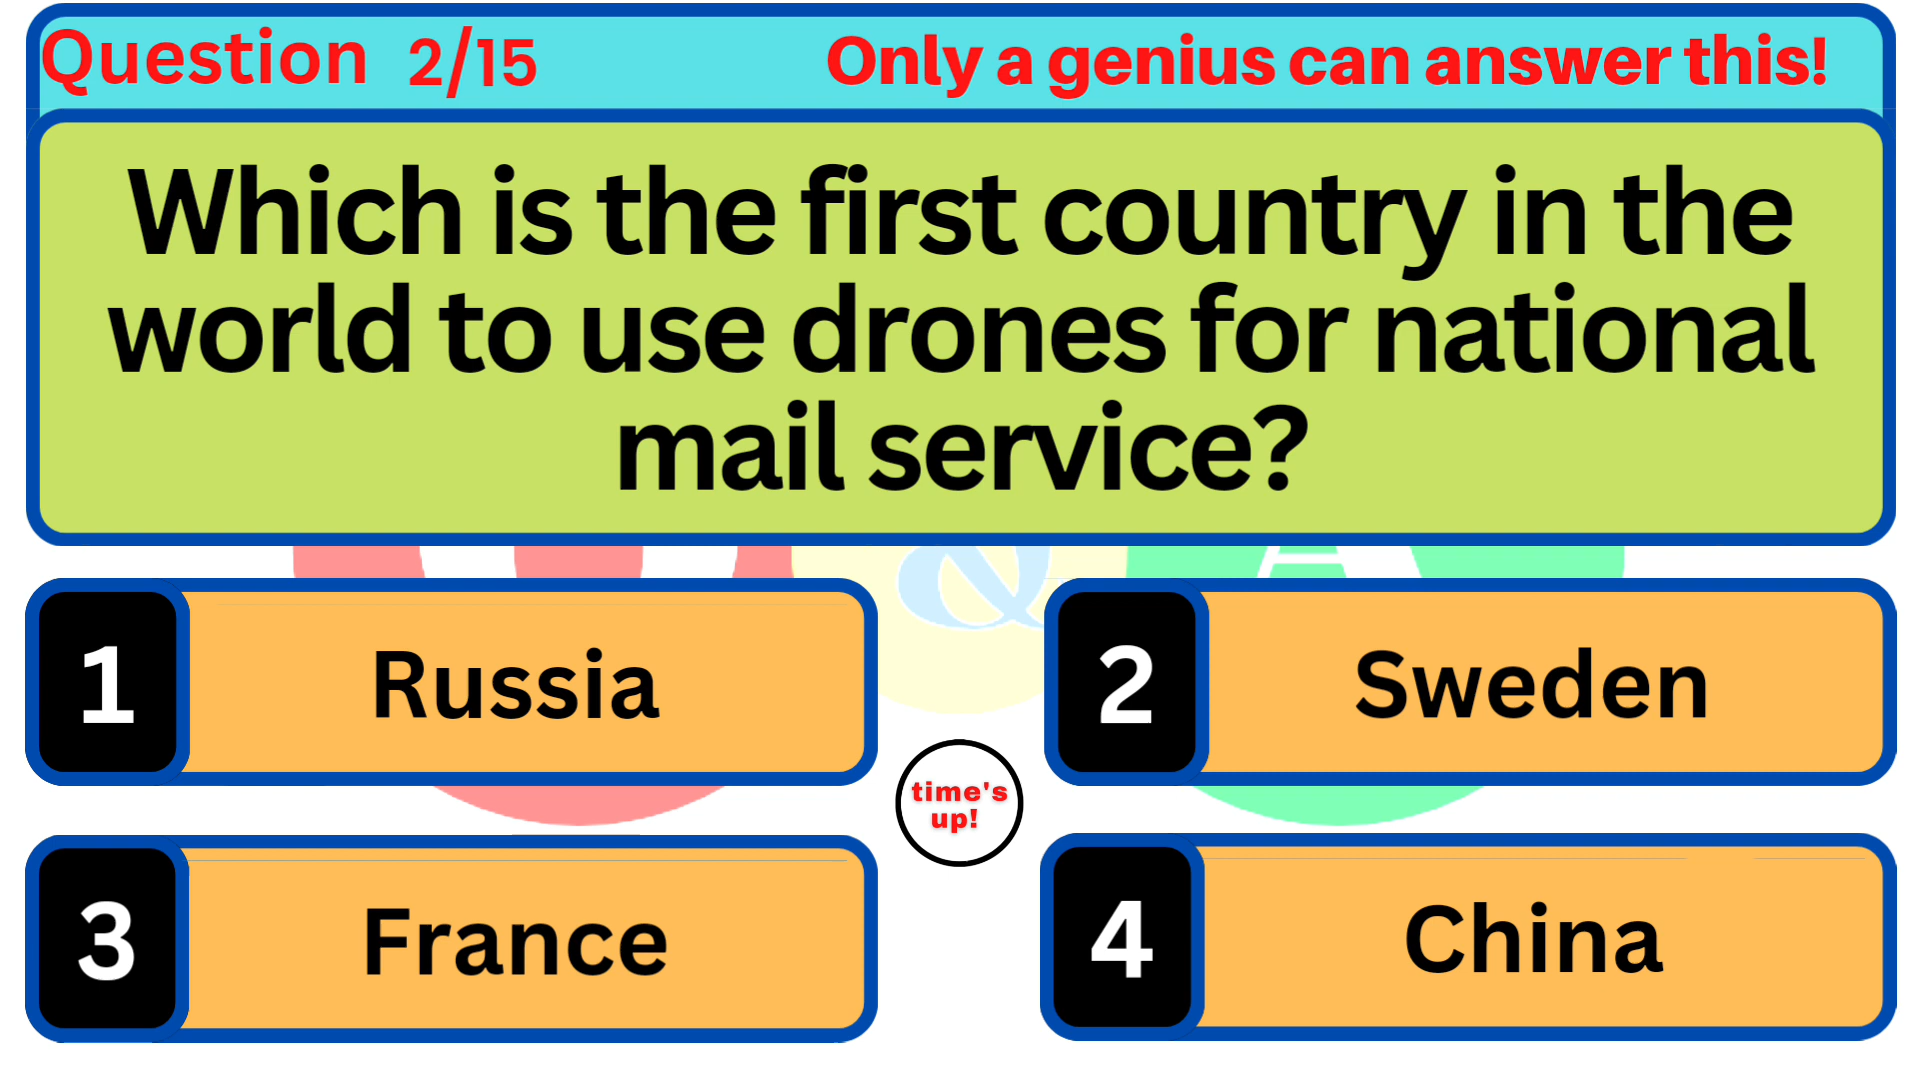 Question 2/15
Only a genius can answer this!
Which is the first country in the
world to use drones for national
mail service?
1 Russia
2 Sweden
time's
up!
3 France
4 China
&